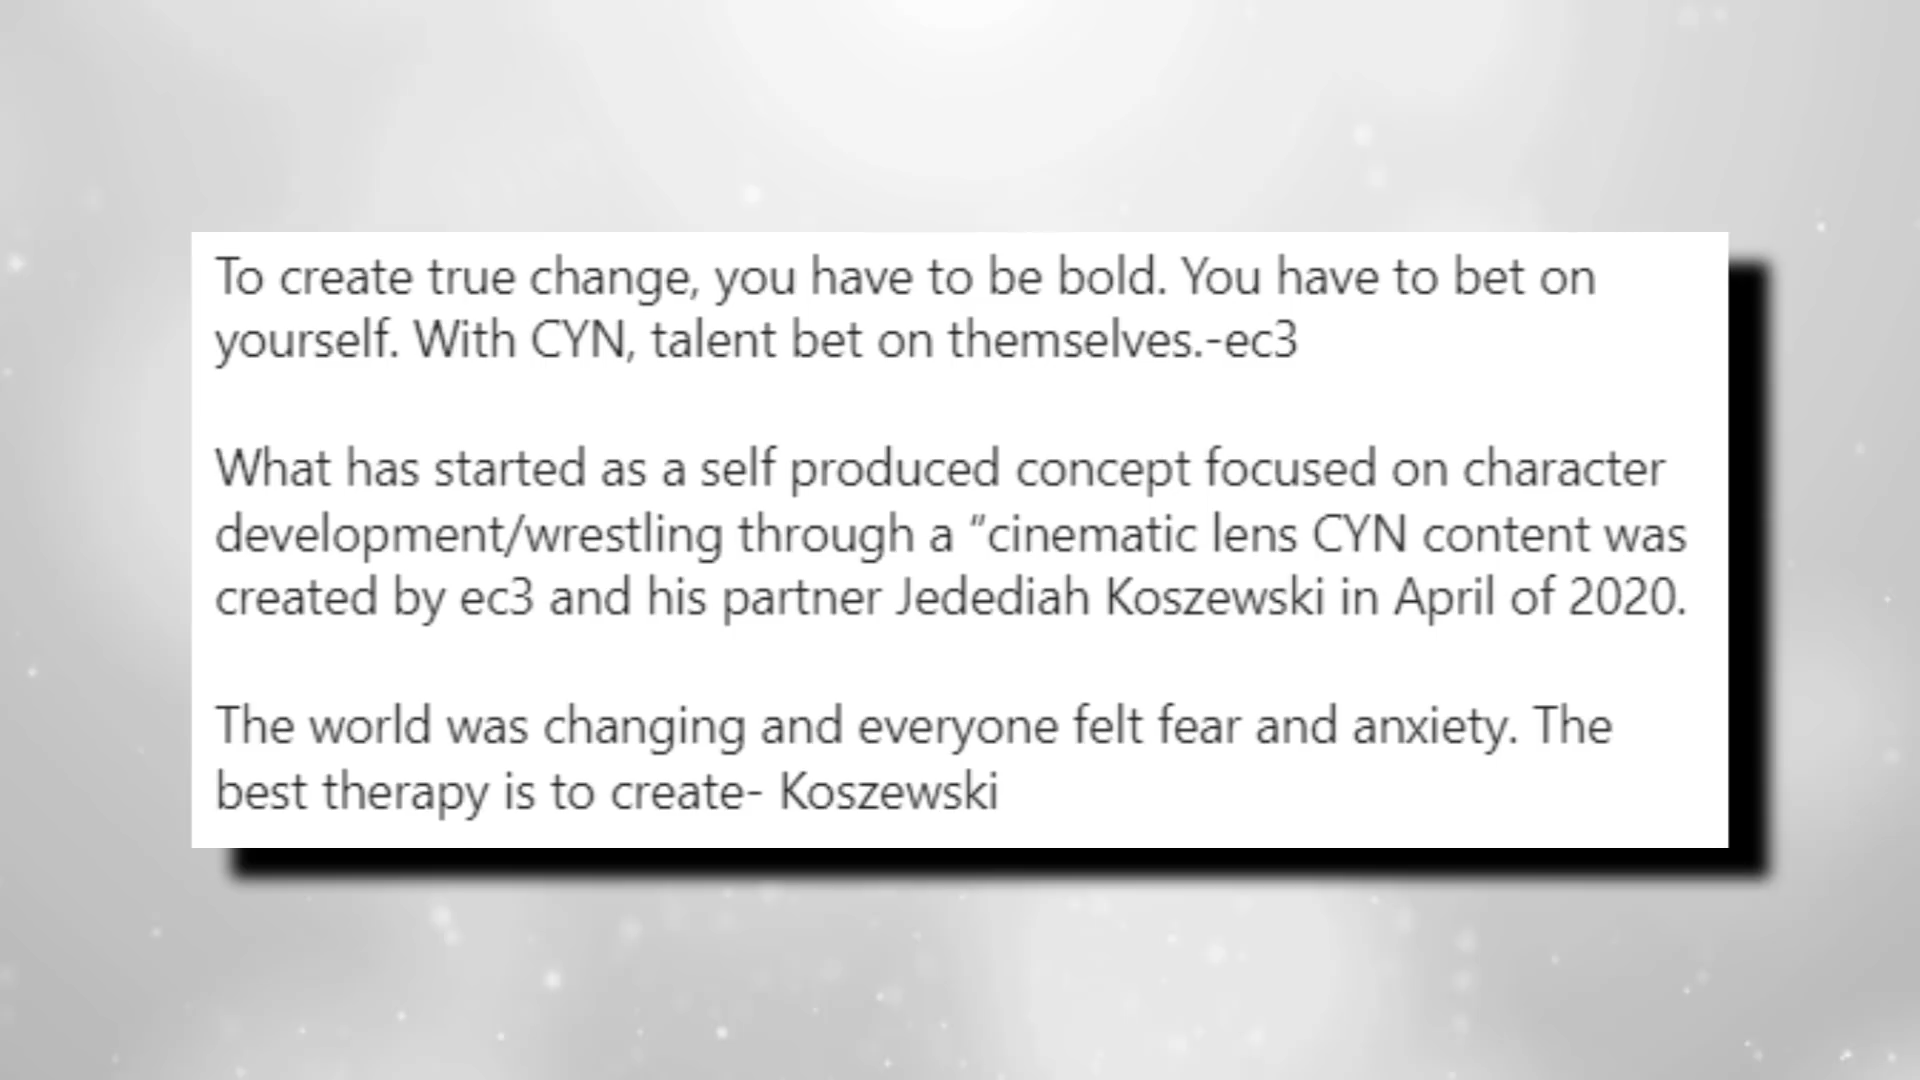 To create true change, you have to be bold. You have to bet on
yourself. With CYN, talent bet on themselves.-ec3
What has started as a self produced concept focused on character
development/wrestling through a “cinematic lens CYN content was
created by ec3 and his partner Jedediah Koszewski in April of 2020.
The world was changing and everyone felt fear and anxiety. The
best therapy is to create- Koszewski